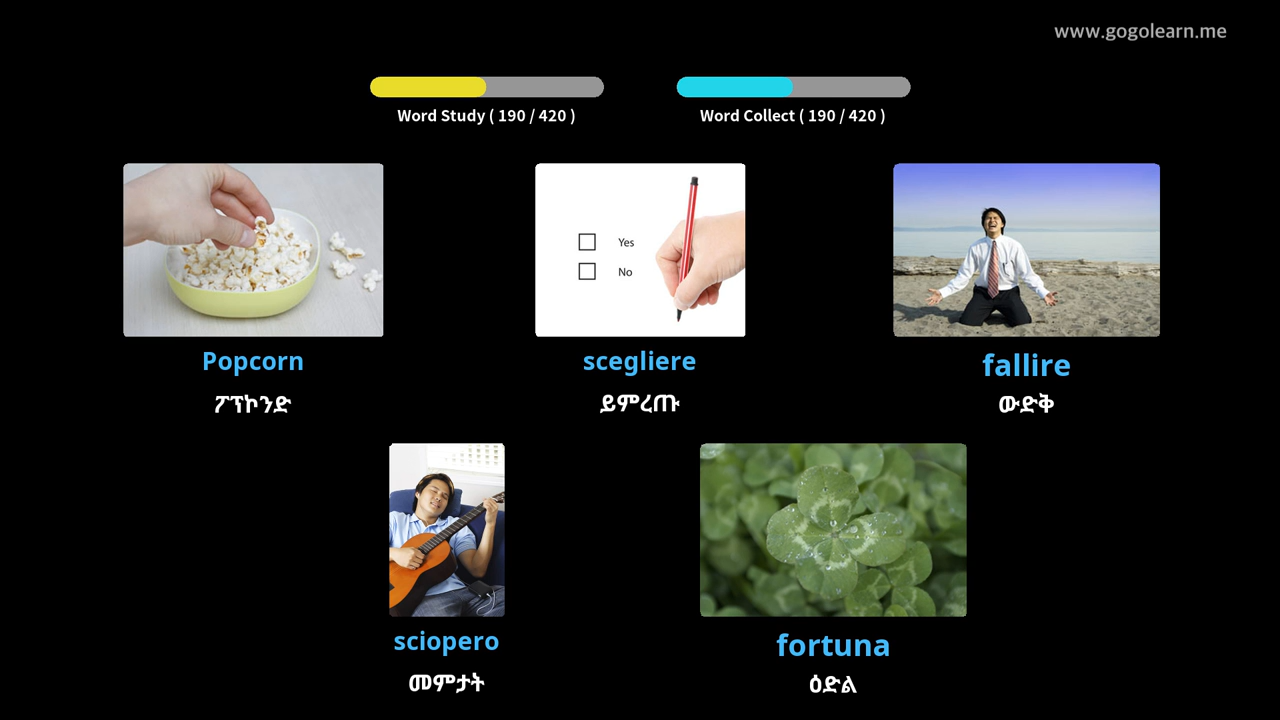 www.gogolearn.me
Word Study ( 190 / 420 )
Word Collect ( 190 / 420 )
Yes
No
Popcorn
scegliere
fallire
ፖፕኮንድ
ይምረጡ
ውድቅ
sciopero
fortuna
መምታት
ዕድል